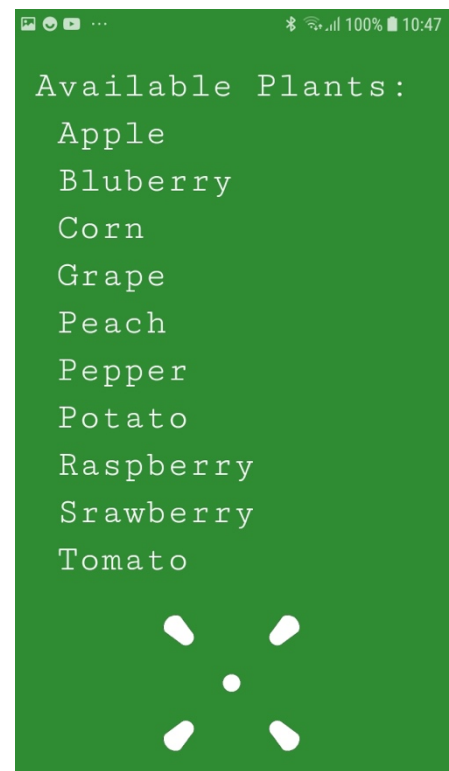 100% 10:47
Available Plants:
Apple
Bluberry
Corn
Grape
Peach
Pepper
Potato
Raspberry
Srawberry
Tomato